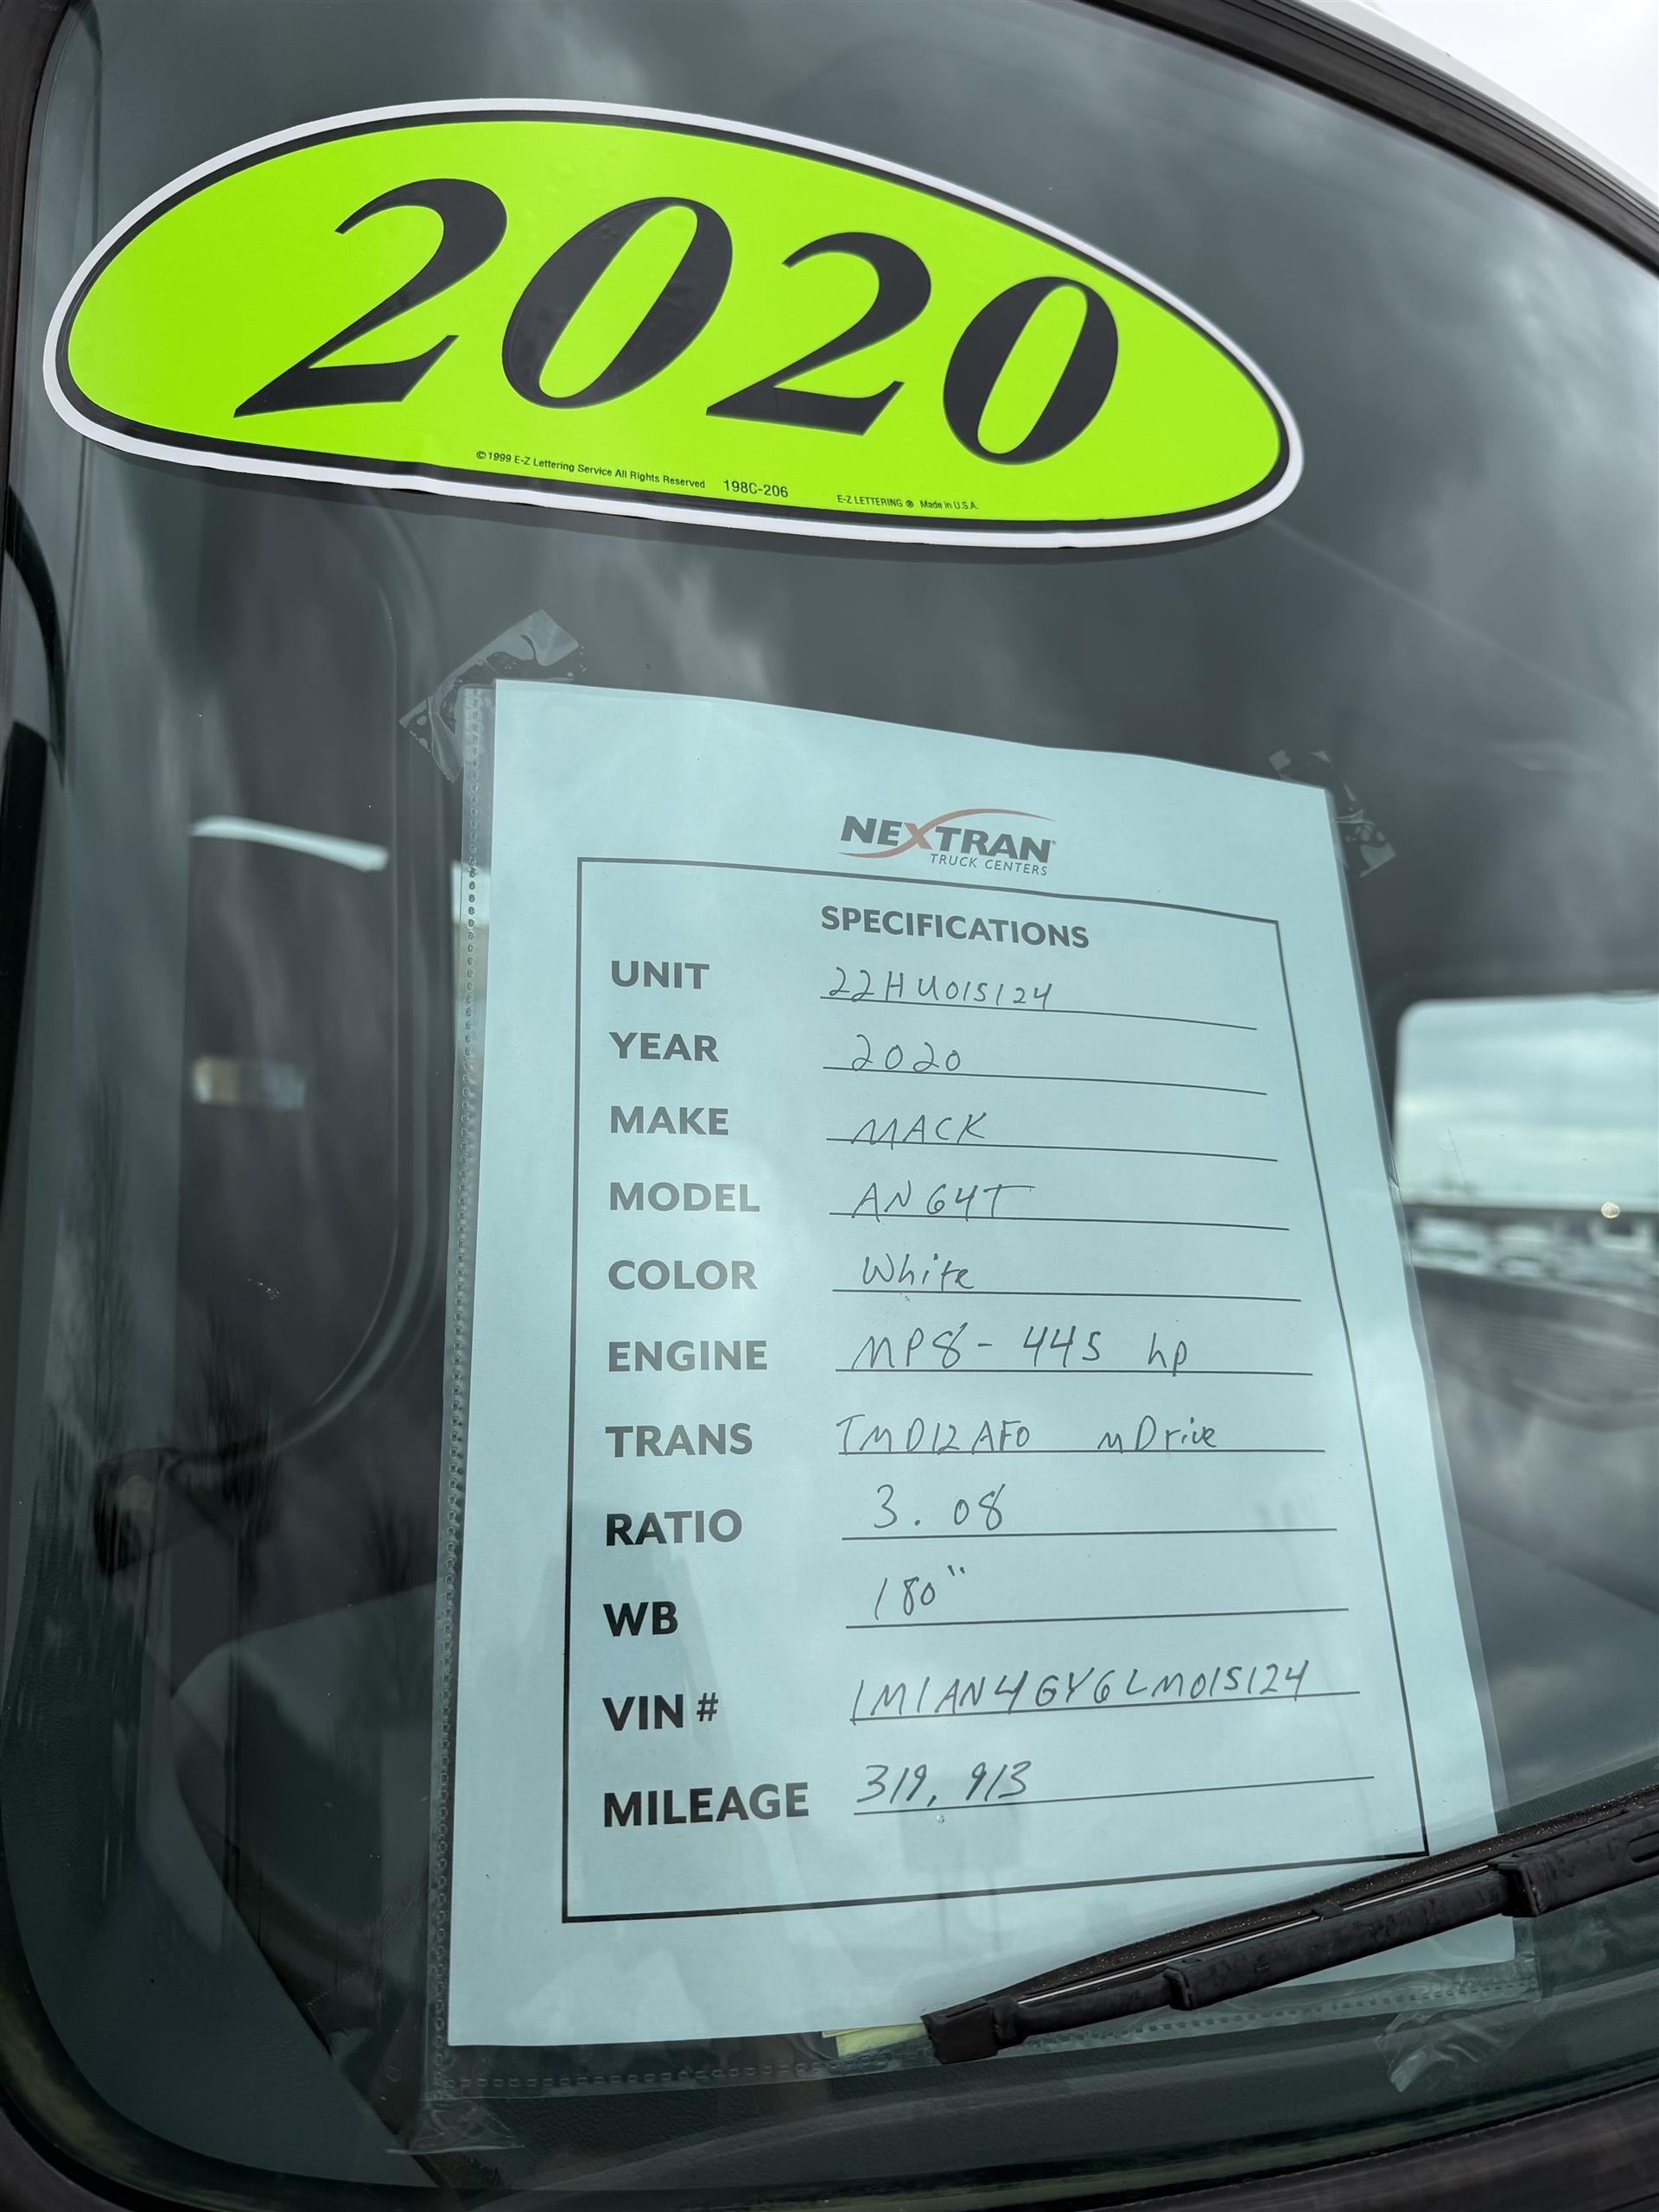 2020
©1999 E-Z Lettering Service All Rights Reserved 198C-206 E-Z LETTERING ® Made in U.S.A.
NEXTRAN
TRUCK CENTERS
SPECIFICATIONS
UNIT 22HU015124
YEAR 2020
MAKE MACK
MODEL AN64T
COLOR White
ENGINE MP8- 445 hp
TRANS TMD12AFO mDrive
RATIO 3.08
WB 180"
VIN # 1M1AN4GY6LM015124
MILEAGE 319,913